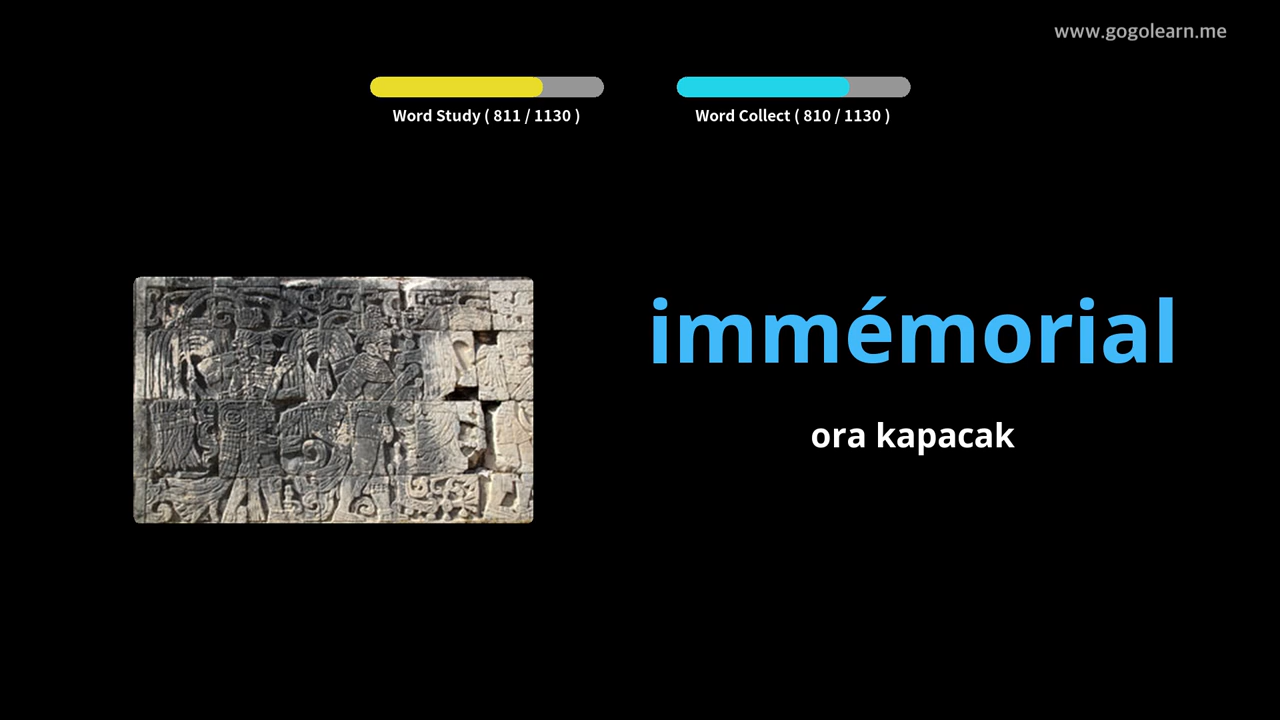 www.gogolearn.me
Word Study ( 811 / 1130 )
Word Collect ( 810 / 1130 )
immémorial
ora kapacak